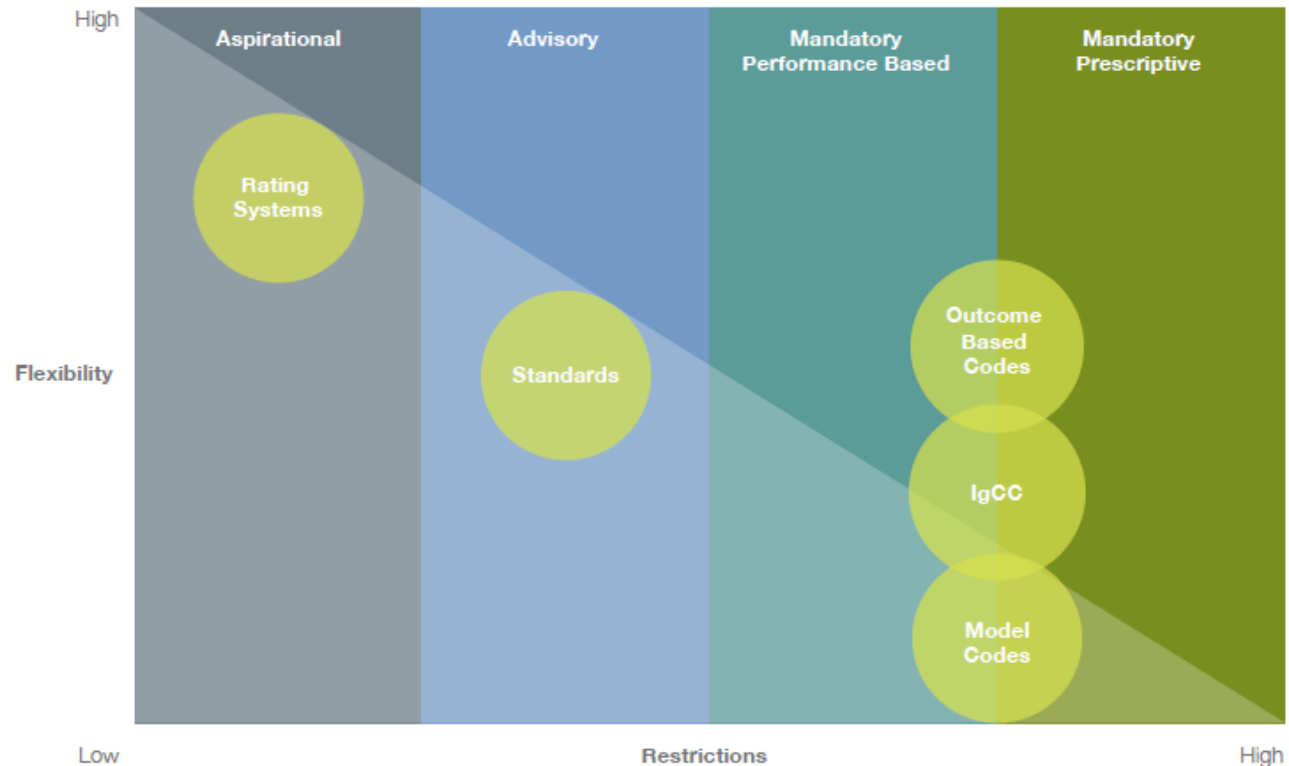 High
Aspirational
Advisory
Mandatory
Performance Based
Mandatory
Prescriptive
Rating
Systems
Outcome
Based
Codes
Flexibility
Standards
IgCC
Model
Codes
Low
Restrictions
High